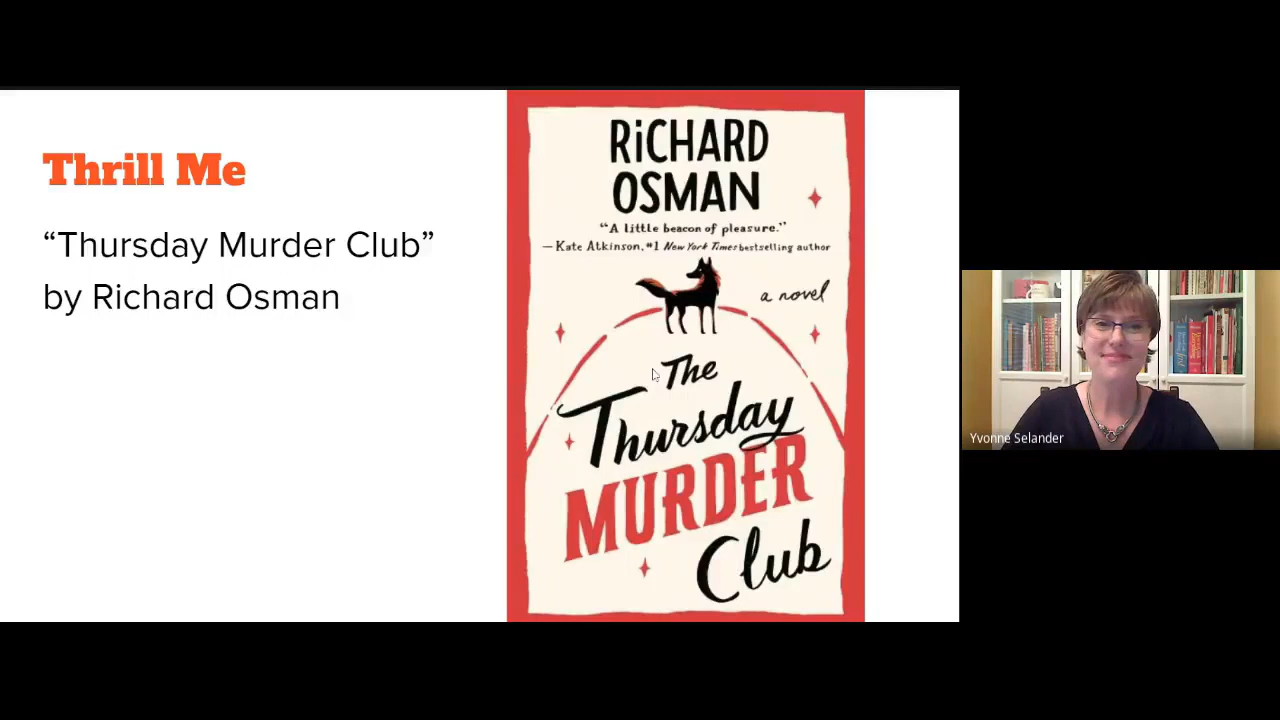 Thrill Me
“Thursday Murder Club”
by Richard Osman
RiCHARD
OSMAN
“A little beacon of pleasure.”
—Kate Atkinson, #1 New York Times bestselling author
a novel
The
Thursday
MURDER
Club
Yvonne Selander